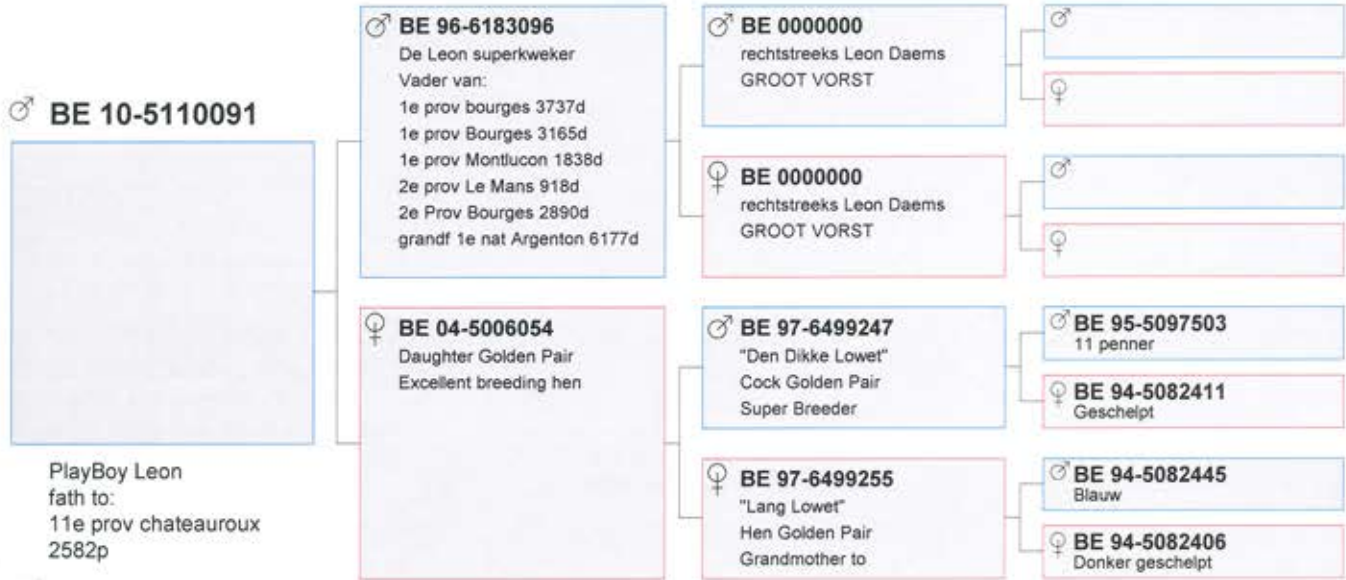 BE 10-5110091
PlayBoy Leon
fath to:
11e prov chateauroux
2582p
BE 96-6183096
De Leon superkweker
Vader van:
1e prov bourges 3737d
1e prov Bourges 3165d
1e prov Montlucon 1838d
2e prov Le Mans 918d
2e Prov Bourges 2890d
grandf 1e nat Argenton 6177d
BE 04-5006054
Daughter Golden Pair
Excellent breeding hen
BE 0000000
rechtstreeks Leon Daems
GROOT VORST
BE 0000000
rechtstreeks Leon Daems
GROOT VORST
BE 97-6499247
"Den Dikke Lowet"
Cock Golden Pair
Super Breeder
BE 97-6499255
"Lang Lowet"
Hen Golden Pair
Grandmother to
BE 95-5097503
11 penner
BE 94-5082411
Geschelpt
BE 94-5082445
Blauw
BE 94-5082406
Donker geschelpt